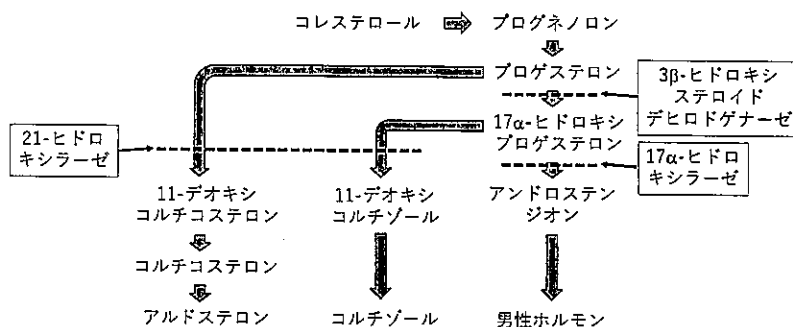 コレステロール
プログネノロン
プロゲステロン
3β-ヒドロキシ
ステロイド
デヒロドゲナーゼ
17α-ヒドロキシ
プロゲステロン
21-ヒドロ
キシラーゼ
17α-ヒドロ
キシラーゼ
11-デオキシ
コルチコステロン
11-デオキシ
コルチゾール
アンドロステン
ジオン
コルチコステロン
アルドステロン
コルチゾール
男性ホルモン